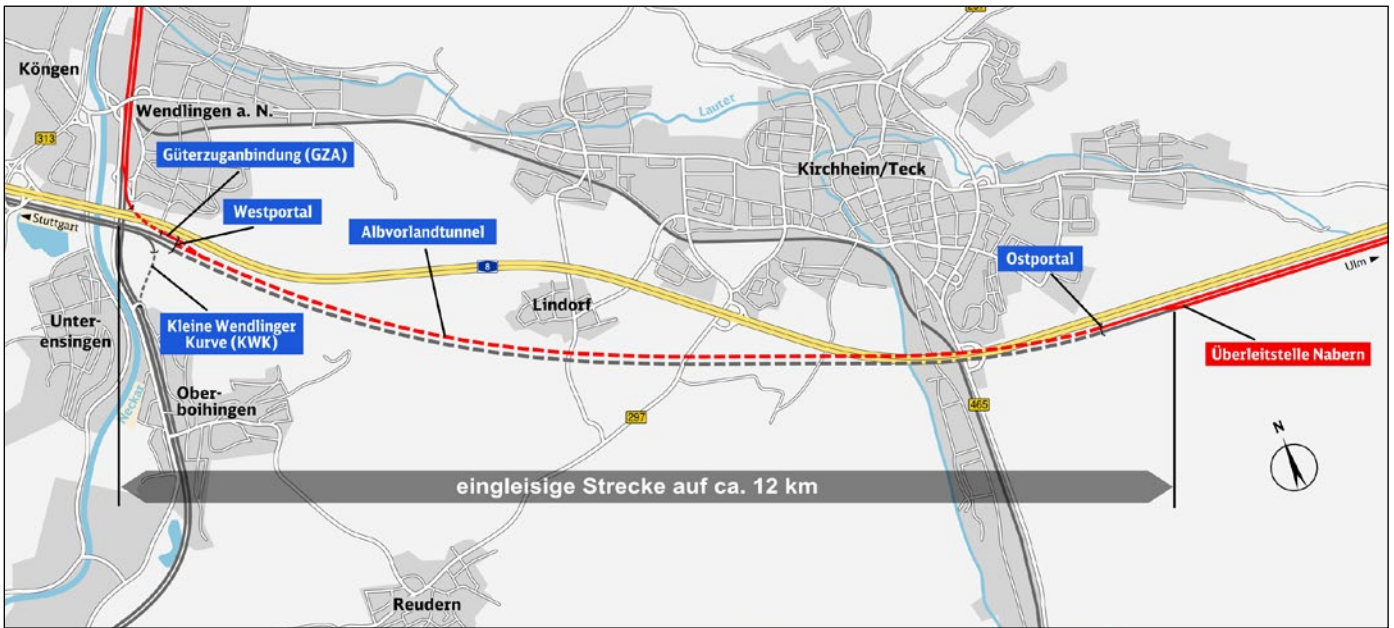 Köngen
Wendlingen a. N.
313
Güterzuganbindung (GZA)
Westportal
Stuttgart
Albvorlandtunnel
Lauter
Kirchheim/Teck
8
Ostportal
Ulm
Lindorf
Unter-
ensingen
Kleine Wendlinger
Kurve (KWK)
Überleitstelle Nabern
Ober-
boihingen
Neckar
297
465
N
eingleisige Strecke auf ca. 12 km
Reudern